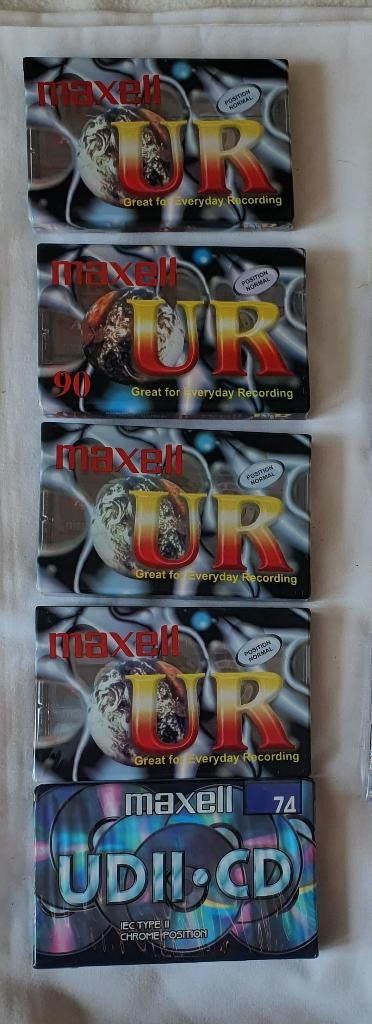 maxell
POSITION
NORMAL
UR
Great for Everyday Recording
maxell
POSITION
NORMAL
UR
90
Great for Everyday Recording
maxell
POSITION
NORMAL
UR
Great for Everyday Recording
maxell
POSITION
NORMAL
UR
Great for Everyday Recording
maxell
74
UDII•CD
IEC TYPE II
CHROME POSITION